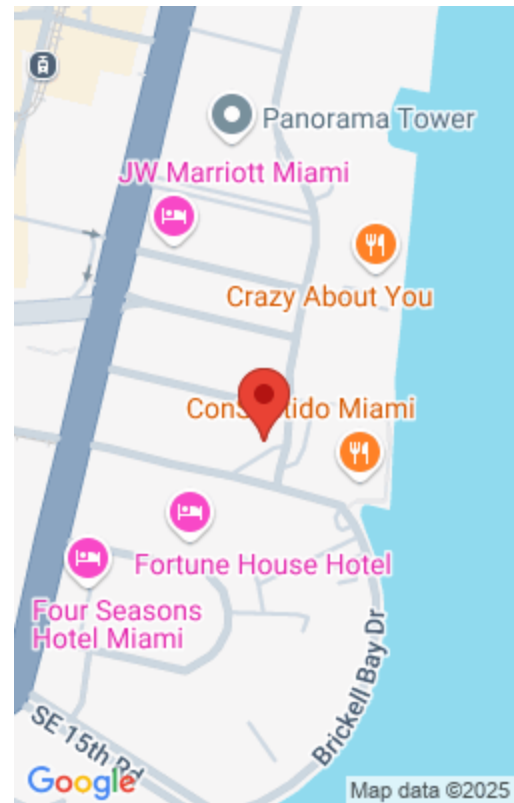 Panorama Tower
JW Marriott Miami
Crazy About You
Miami
Fortune House Hotel
Four Seasons
Hotel Miami
Brickell Bay Dr
SE 15th Rd
Google
Map data ©2025